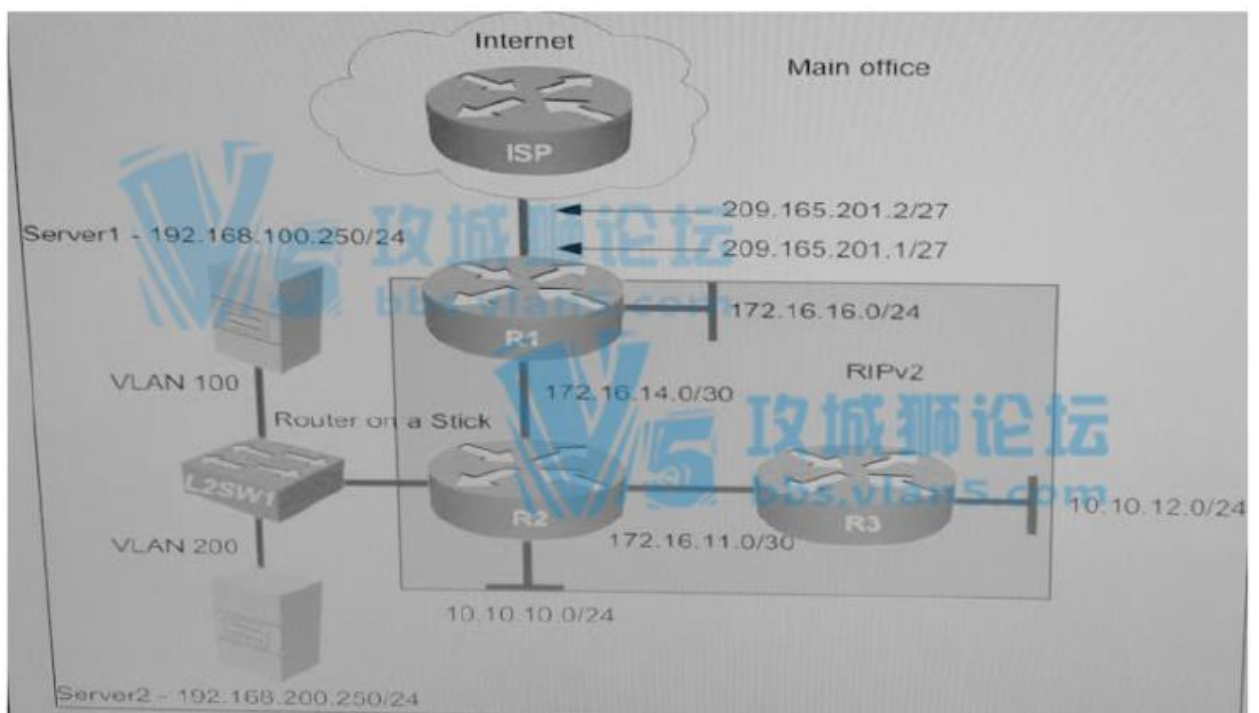 Internet
Main office
ISP
209.165.201.2/27
Server1 - 192.168.100.250/24
209.165.201.1/27
攻城狮论坛
bbs.vlan5.com
172.16.16.0/24
R1
VLAN 100
RIPv2
172.16.14.0/30
Router on a Stick
V5
攻城狮论坛
bbs.vlan5.com
L2SW1
R2
R3
10.10.12.0/24
VLAN 200
172.16.11.0/30
10.10.10.0/24
Server2 - 192.168.200.250/24